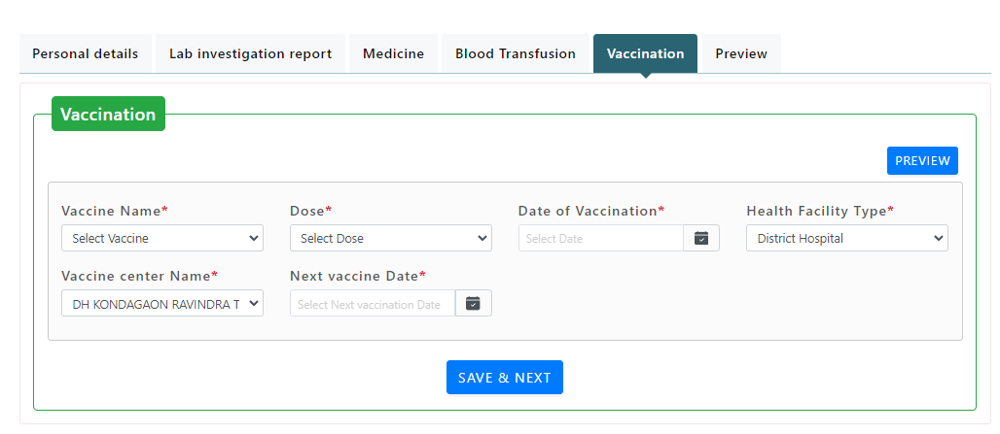 Personal details Lab investigation report Medicine Blood Transfusion Vaccination Preview
Vaccination
PREVIEW
Vaccine Name* Dose* Date of Vaccination* Health Facility Type*
Select Vaccine Select Dose Select Date District Hospital
Vaccine center Name* Next vaccine Date*
DH KONDAGAON RAVINDRA T Select Next vaccination Date
SAVE & NEXT